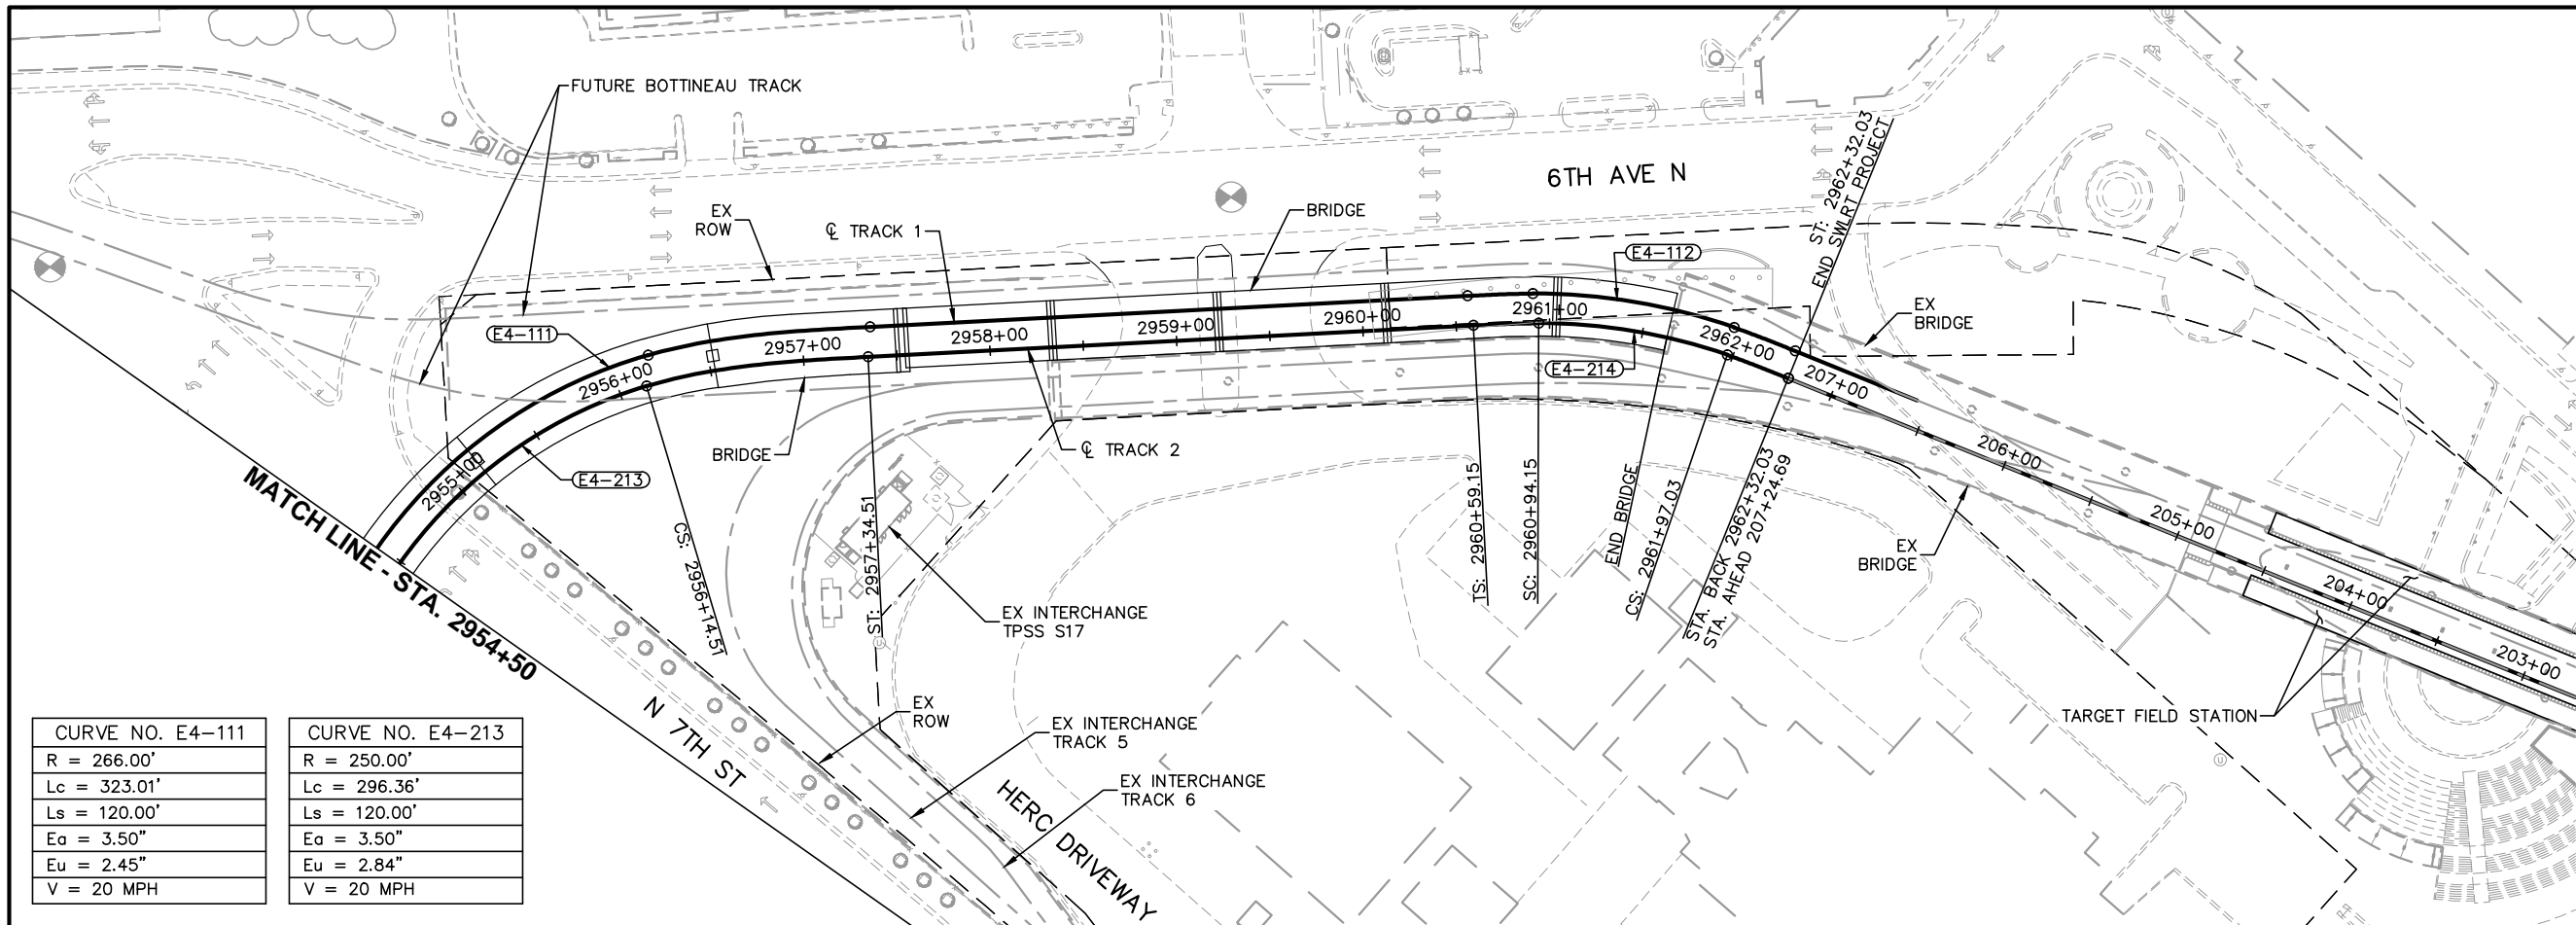 FUTURE BOTTINEAU TRACK
EX
ROW
℄ TRACK 1
BRIDGE
6TH AVE N
ST: 2962+32.03
END SWLRT PROJECT
E4-112
EX
BRIDGE
E4-111
2955+00
2956+00
2957+00
2958+00
2959+00
2960+00
2961+00
2962+00
207+00
206+00
205+00
204+00
203+00
E4-214
E4-213
BRIDGE
℄ TRACK 2
MATCH LINE - STA. 2954+50
CS: 2956+14.51
ST: 2957+34.51
TS: 2960+59.15
SC: 2960+94.15
END BRIDGE
CS: 2961+97.03
STA. BACK 2962+32.03
STA. AHEAD 207+24.69
EX
BRIDGE
EX INTERCHANGE
TPSS S17
TARGET FIELD STATION
N 7TH ST
EX
ROW
EX INTERCHANGE
TRACK 5
EX INTERCHANGE
TRACK 6
HERC DRIVEWAY
CURVE NO. E4-111
R = 266.00'
Lc = 323.01'
Ls = 120.00'
Ea = 3.50"
Eu = 2.45"
V = 20 MPH
CURVE NO. E4-213
R = 250.00'
Lc = 296.36'
Ls = 120.00'
Ea = 3.50"
Eu = 2.84"
V = 20 MPH